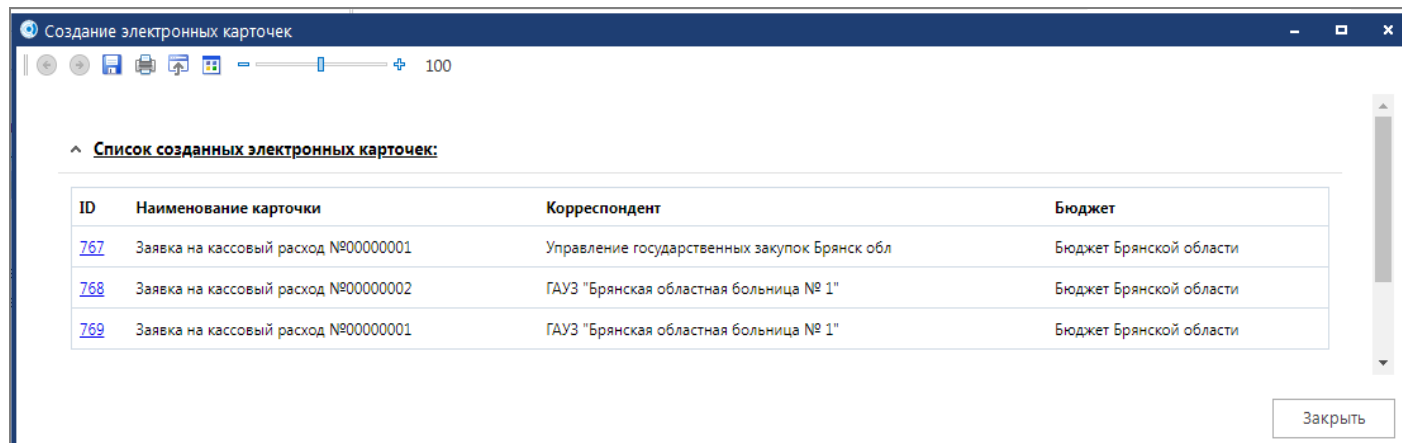 Создание электронных карточек
100
Список созданных электронных карточек:
ID Наименование карточки Корреспондент Бюджет
767 Заявка на кассовый расход №00000001 Управление государственных закупок Брянск обл Бюджет Брянской области
768 Заявка на кассовый расход №00000002 ГАУЗ "Брянская областная больница № 1" Бюджет Брянской области
769 Заявка на кассовый расход №00000001 ГАУЗ "Брянская областная больница № 1" Бюджет Брянской области
Закрыть